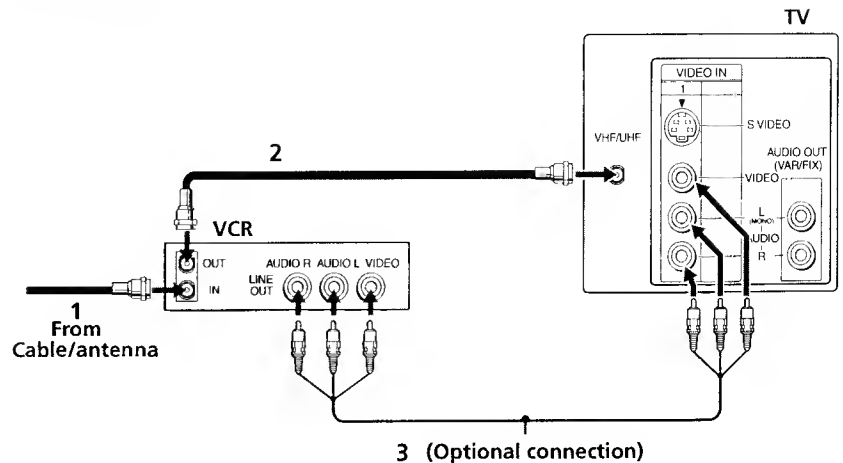 TV
VIDEO IN
1
S VIDEO
VHF/UHF
AUDIO OUT
(VAR/FIX)
2
VIDEO
L
(MONO)
AUDIO
R
VCR
OUT
AUDIO R AUDIO L VIDEO
LINE
OUT
IN
1
From
Cable/antenna
3 (Optional connection)